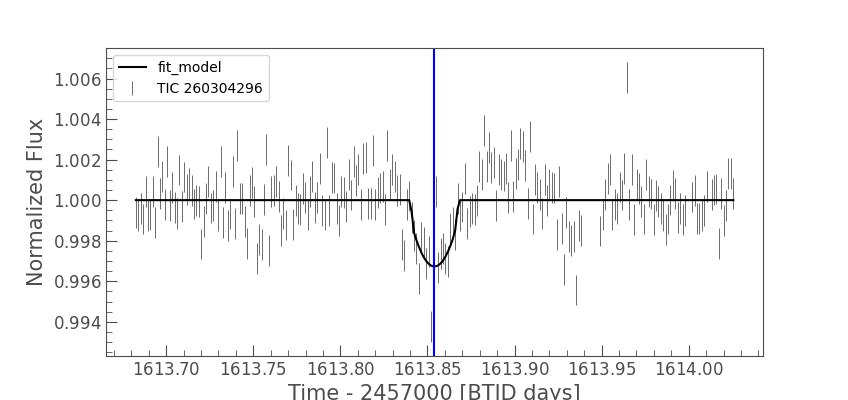 fit_model
TIC 260304296
1.006
1.004
1.002
1.000
0.998
0.996
0.994
Normalized Flux
1613.70 1613.75 1613.80 1613.85 1613.90 1613.95 1614.00
Time - 2457000 [BTJD days]